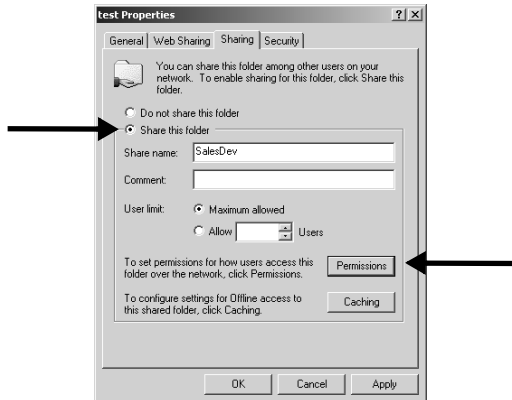 test Properties
? ×
General Web Sharing Sharing Security
You can share this folder among other users on your
network. To enable sharing for this folder, click Share this
folder.
Do not share this folder
Share this folder
Share name: SalesDev
Comment:
User limit: Maximum allowed
Allow Users
To set permissions for how users access this
folder over the network, click Permissions.
Permissions
To configure settings for Offline access to
this shared folder, click Caching.
Caching
OK Cancel Apply